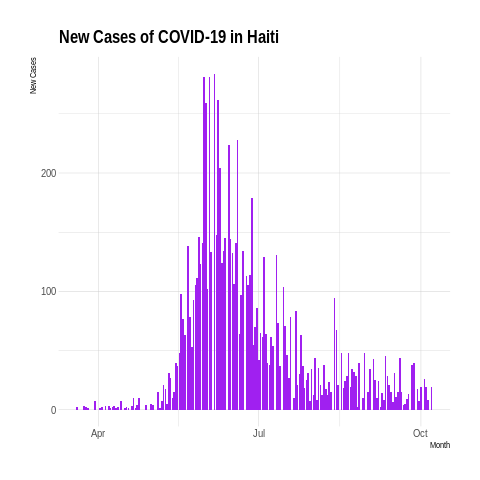 New Cases of COVID-19 in Haiti
New Cases
200
100
0
Apr Jul Oct
Month